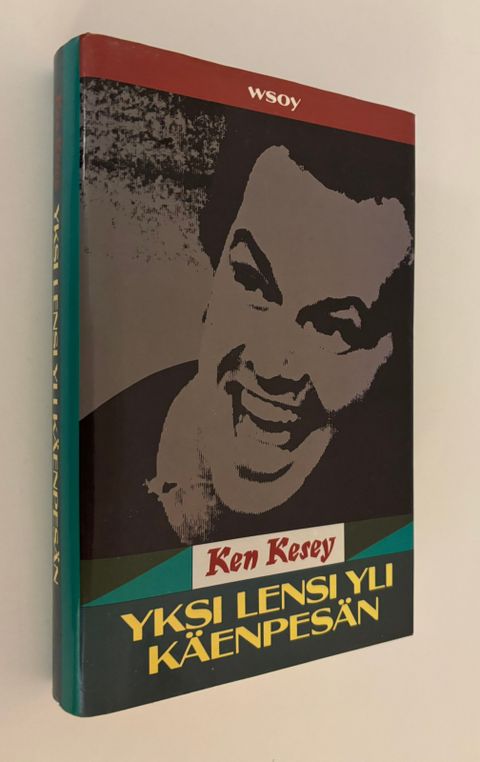 wsoy
Ken Kesey
YKSI LENSI YLI
KÄENPESÄN
YKSI LENSI YLI KÄENPESÄN